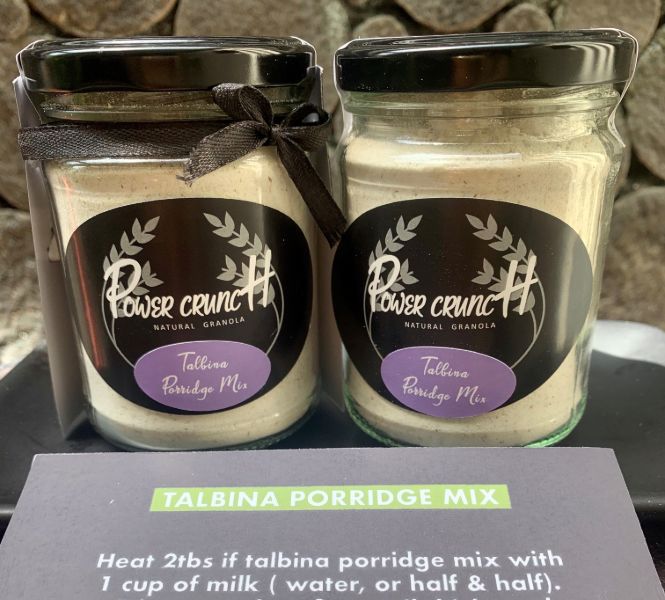 POWER CRUNCH
NATURAL GRANOLA
Talbina
Porridge Mix
POWER CRUNCH
NATURAL GRANOLA
Talbina
Porridge Mix
TALBINA PORRIDGE MIX
Heat 2tbs if talbina porridge mix with
1 cup of milk ( water, or half & half).